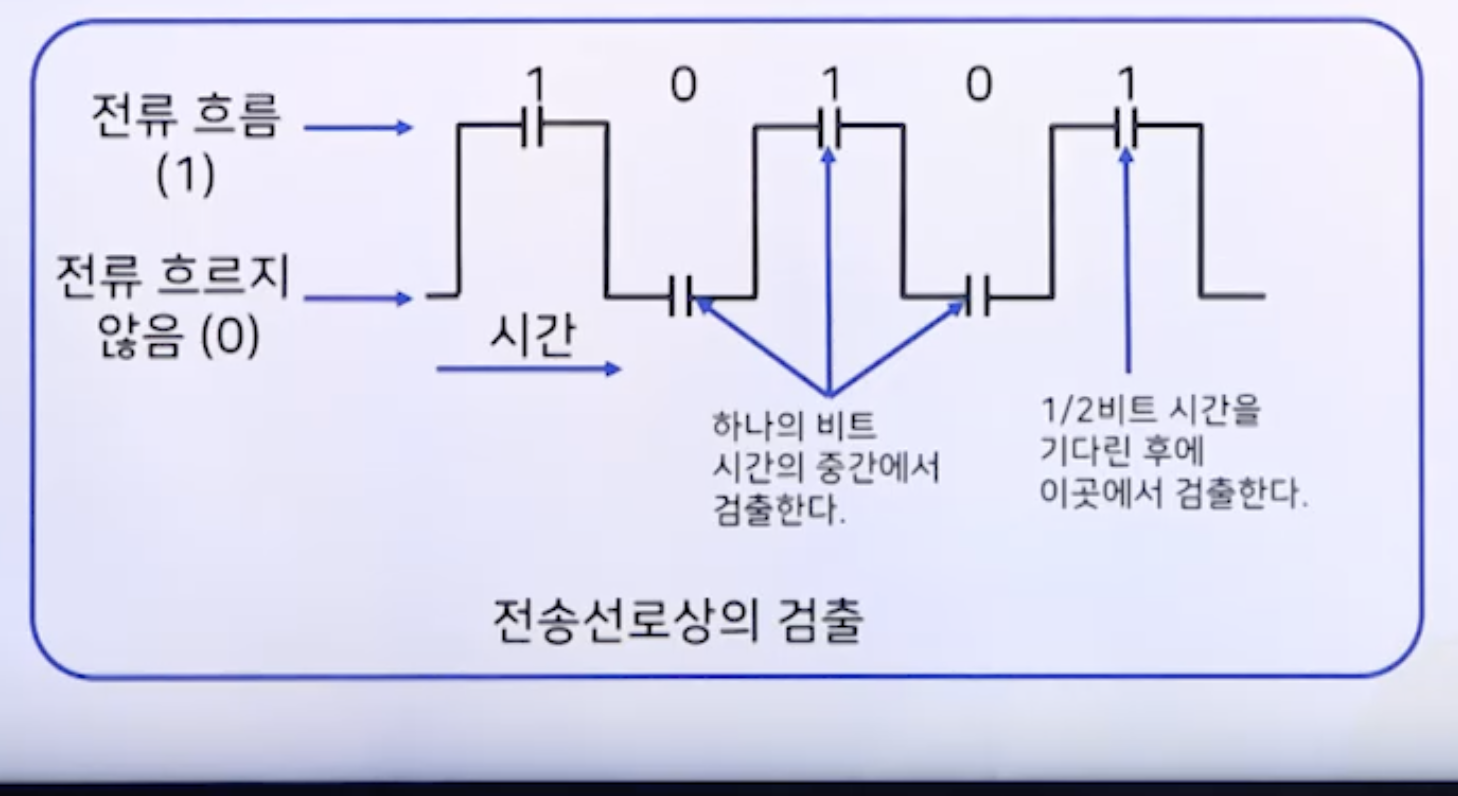 1 0 1 0 1
전류 흐름
(1)
전류 흐르지
않음 (0)
시간
하나의 비트
시간의 중간에서
검출한다.
1/2비트 시간을
기다린 후에
이곳에서 검출한다.
전송선로상의 검출